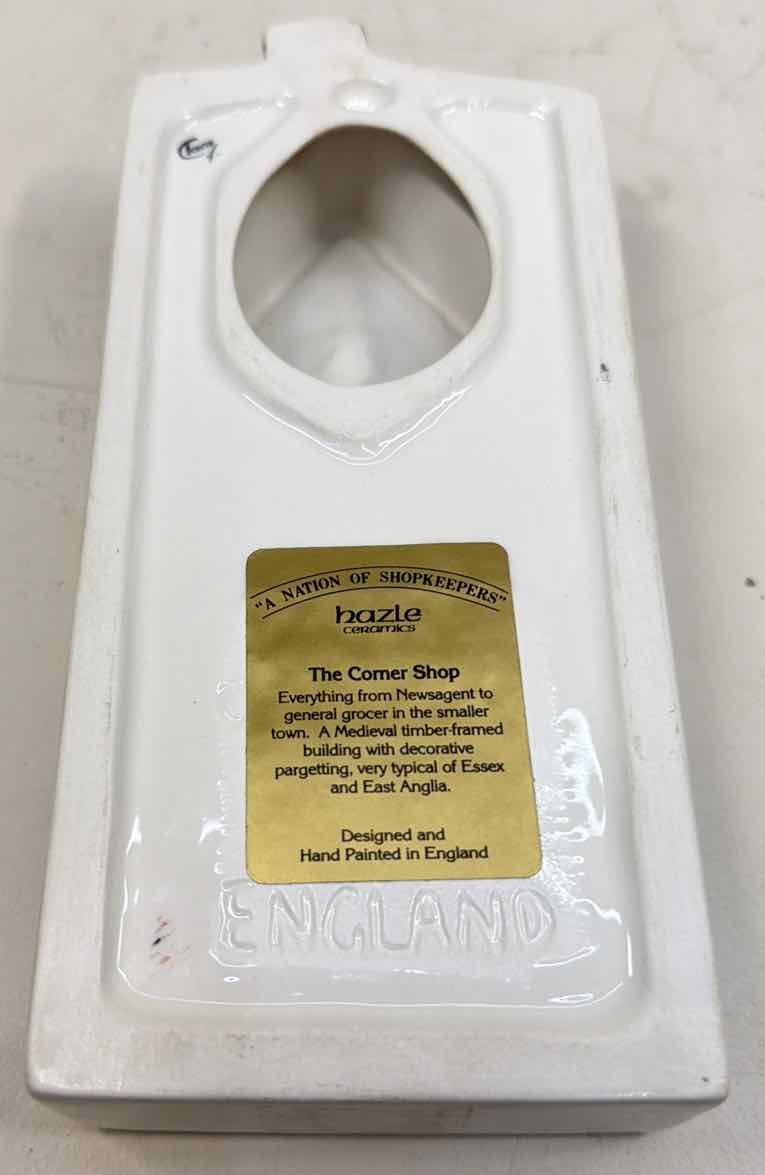 "A NATION OF SHOPKEEPERS"
hazle
ceramics
The Corner Shop
Everything from Newsagent to
general grocer in the smaller
town. A Medieval timber-framed
building with decorative
pargetting, very typical of Essex
and East Anglia.
Designed and
Hand Painted in England
ENGLAND